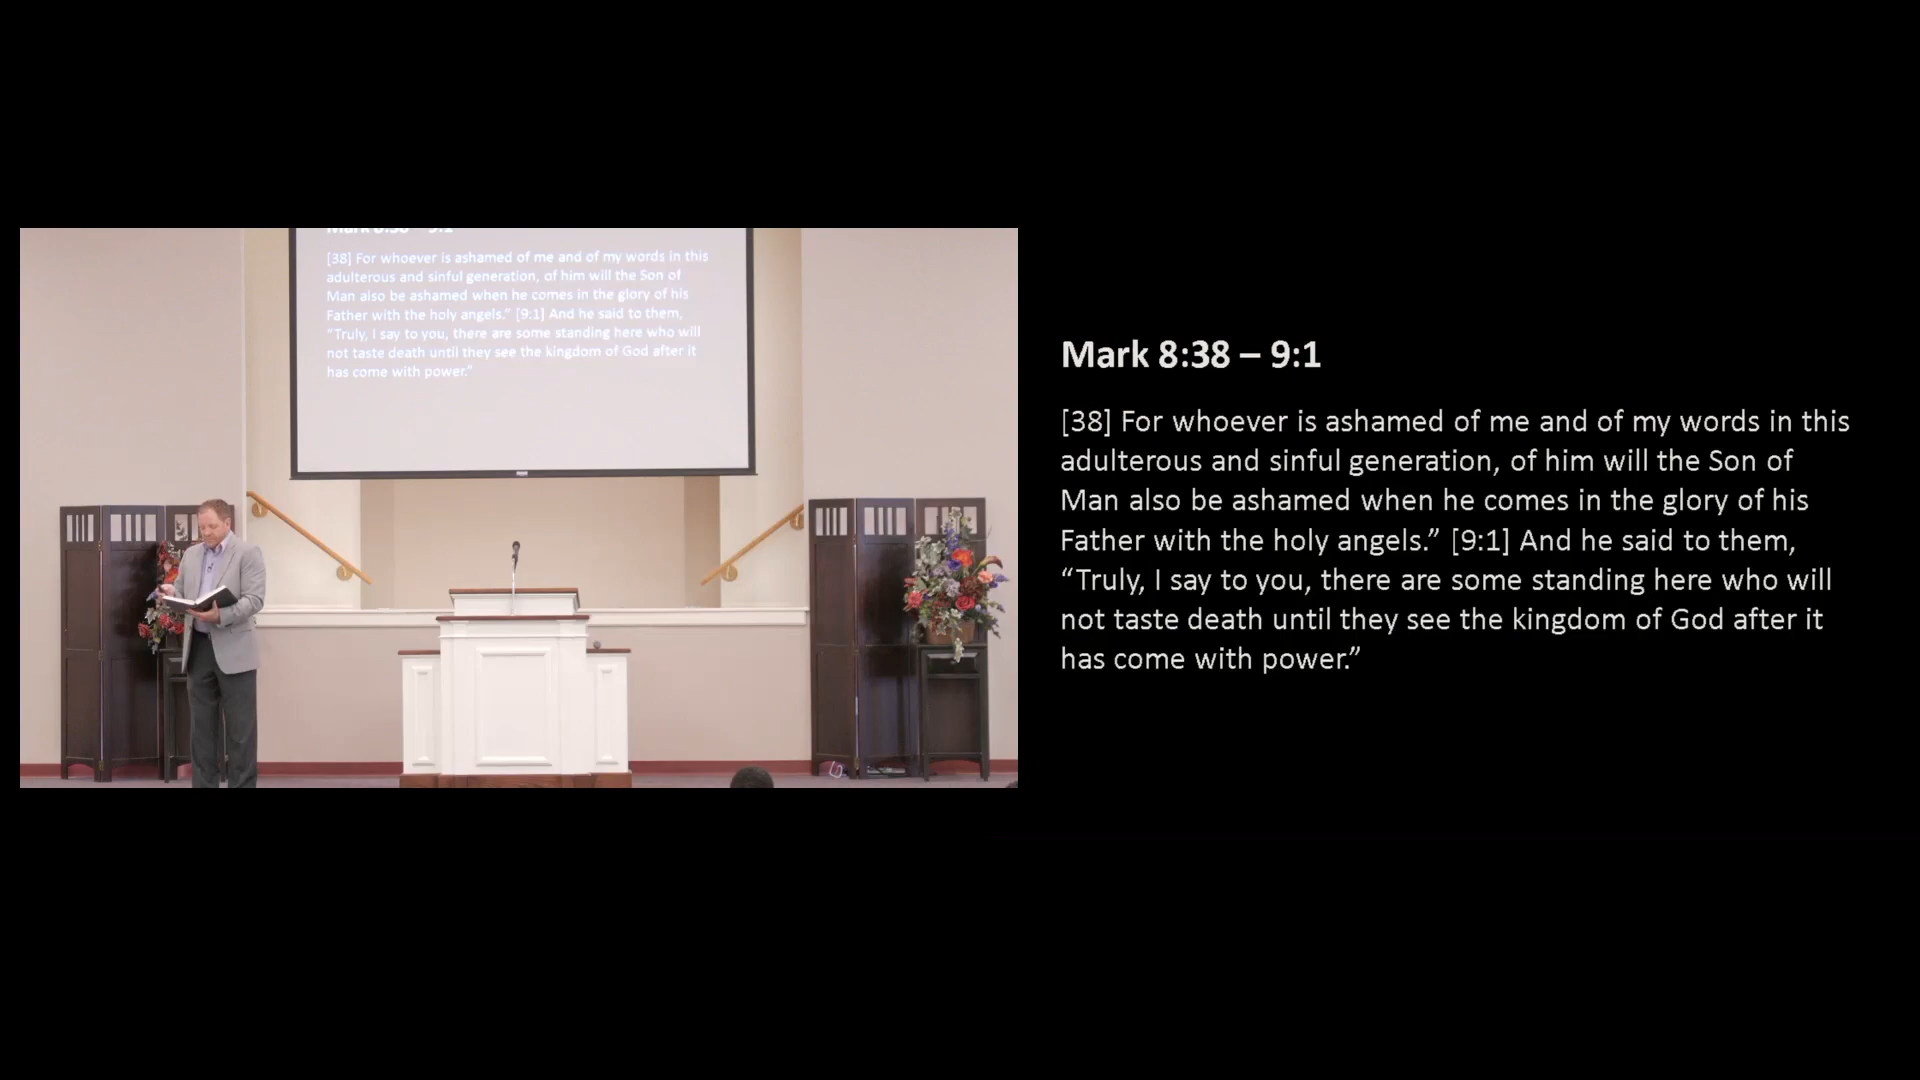 Mark 8:38 – 9:1
[38] For whoever is ashamed of me and of my words in this
adulterous and sinful generation, of him will the Son of
Man also be ashamed when he comes in the glory of his
Father with the holy angels.” [9:1] And he said to them,
“Truly, I say to you, there are some standing here who will
not taste death until they see the kingdom of God after it
has come with power.”
Mark 8:38 – 9:1
[38] For whoever is ashamed of me and of my words in this
adulterous and sinful generation, of him will the Son of
Man also be ashamed when he comes in the glory of his
Father with the holy angels.” [9:1] And he said to them,
“Truly, I say to you, there are some standing here who will
not taste death until they see the kingdom of God after it
has come with power.”